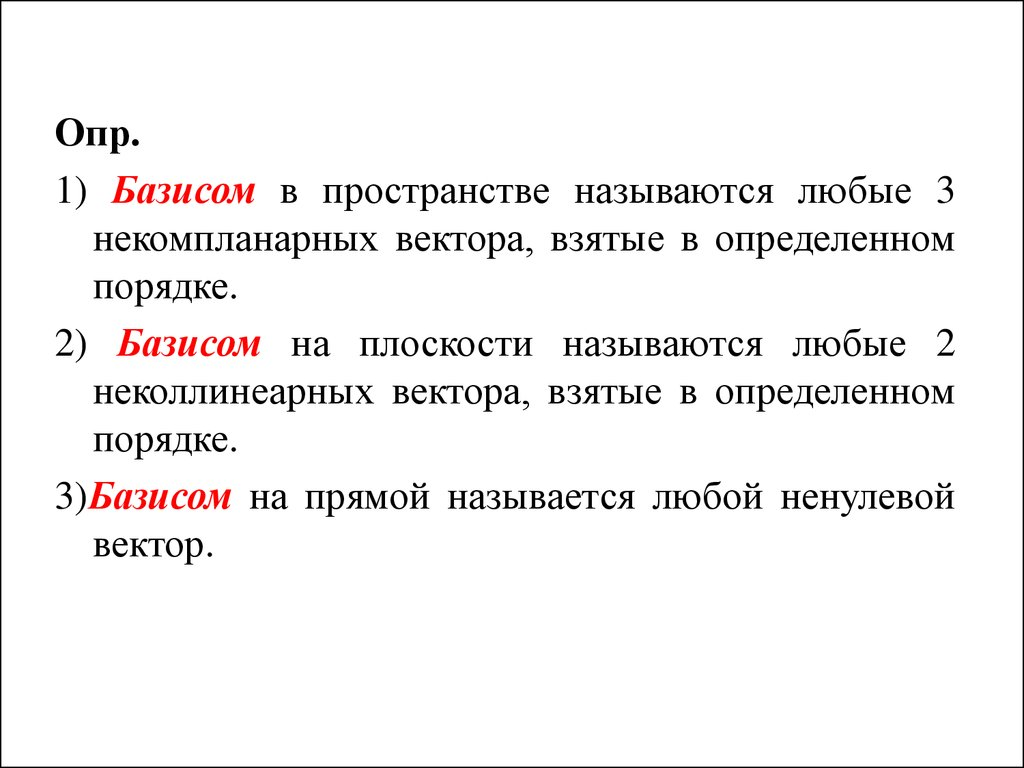 Опр.
1) Базисом в пространстве называются любые 3
некомпланарных вектора, взятые в определенном
порядке.
2) Базисом на плоскости называются любые 2
неколлинеарных вектора, взятые в определенном
порядке.
3)Базисом на прямой называется любой ненулевой
вектор.